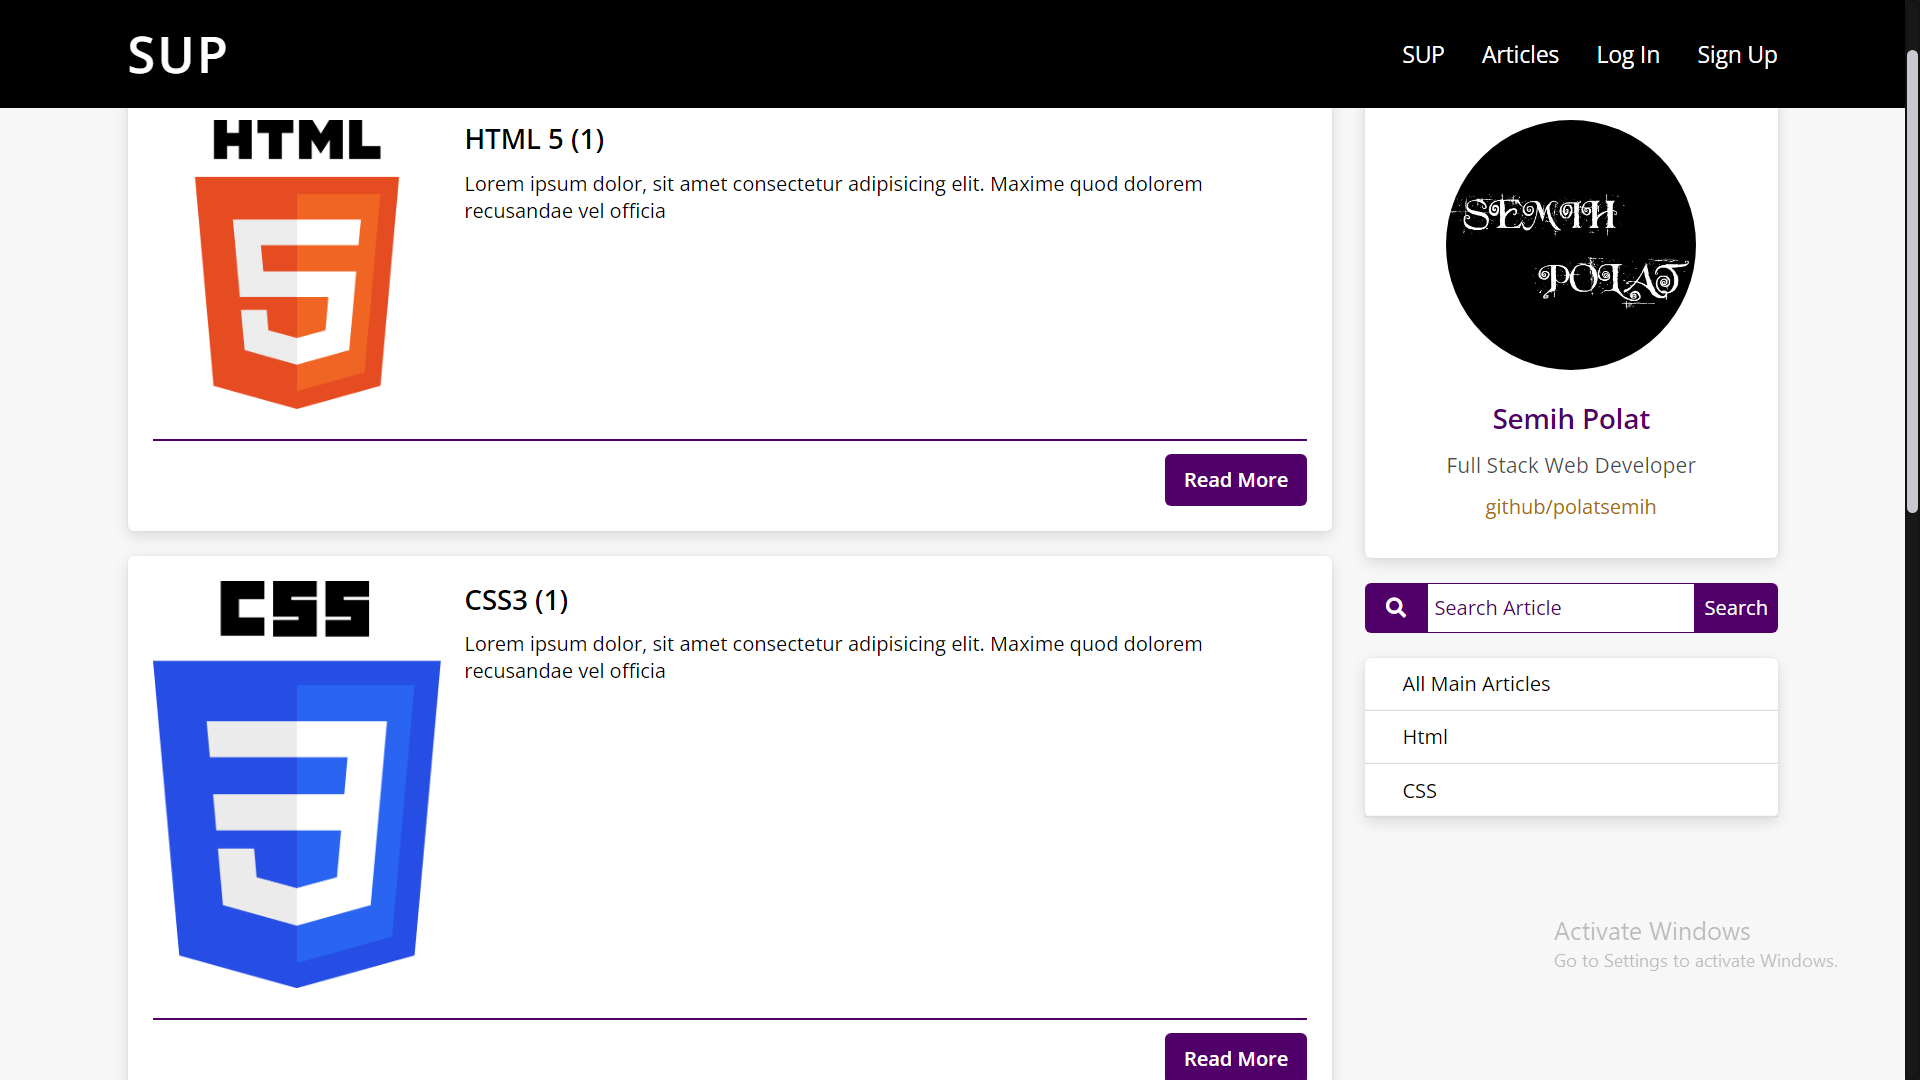 SUP
SUP
Articles
Log In
Sign Up
HTML
5
HTML 5 (1)
Lorem ipsum dolor, sit amet consectetur adipisicing elit. Maxime quod dolorem
recusandae vel officia
Read More
CSS
3
CSS3 (1)
Lorem ipsum dolor, sit amet consectetur adipisicing elit. Maxime quod dolorem
recusandae vel officia
Read More
SEMIH
POLAT
Semih Polat
Full Stack Web Developer
github/polatsemih
Search Article
Search
All Main Articles
Html
CSS
Activate Windows
Go to Settings to activate Windows.